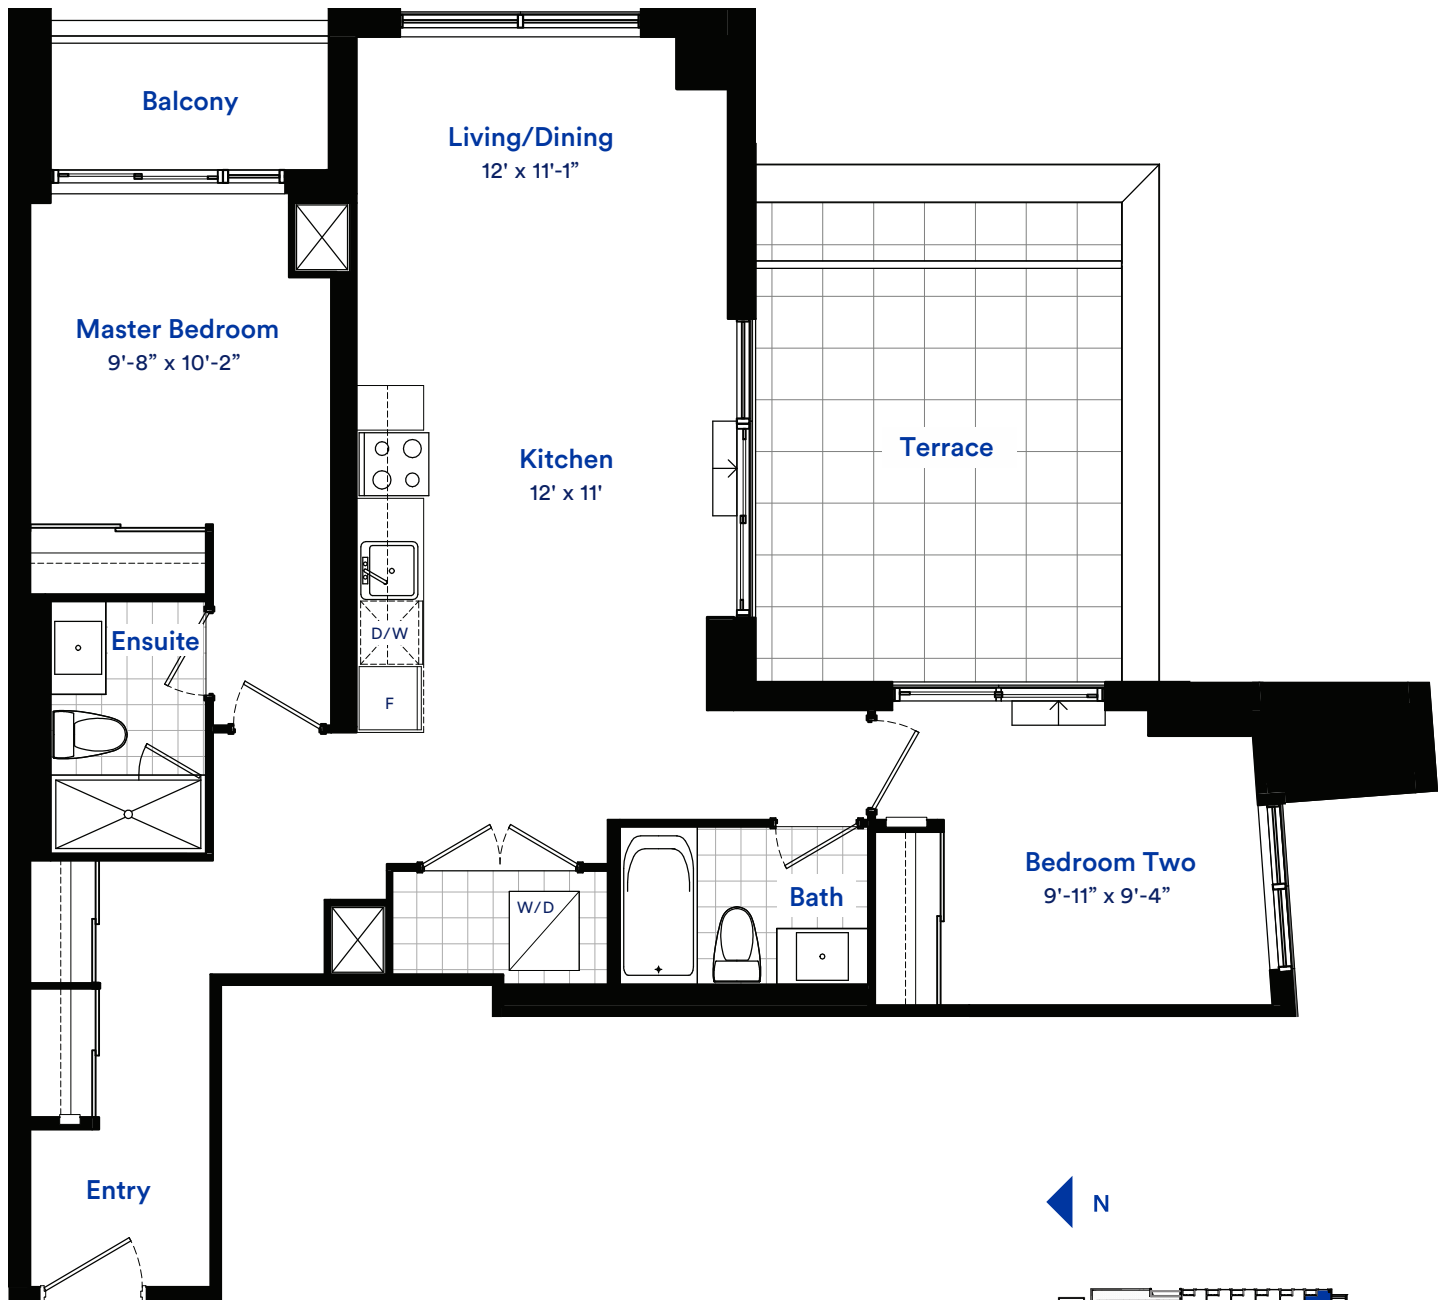 Balcony
Living/Dining
12' x 11'-1”
Master Bedroom
9'-8” x 10'-2”
Terrace
Kitchen
12' x 11'
D/W
Ensuite
F
Bedroom Two
9'-11” x 9'-4”
Bath
W/D
Entry
N